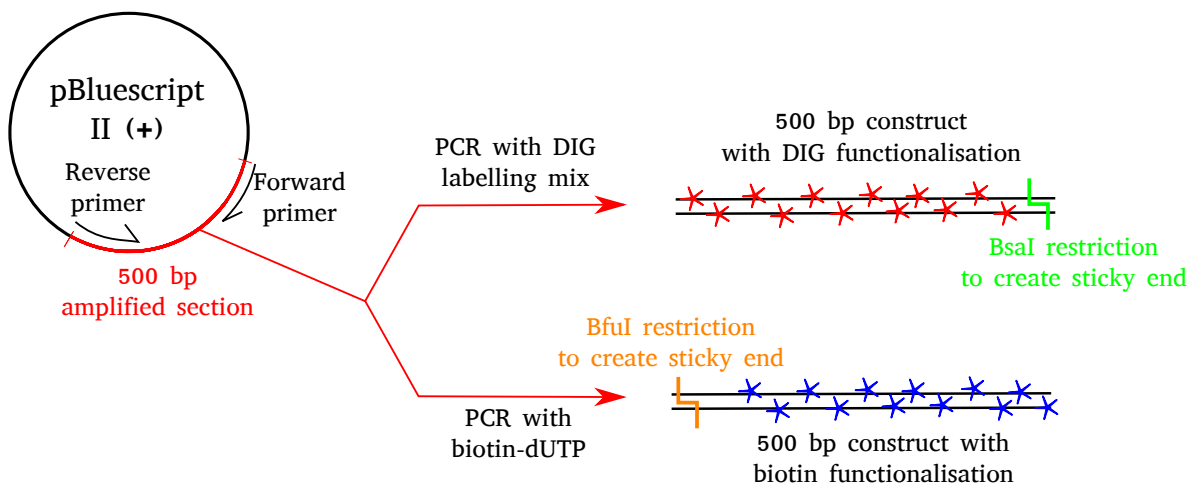 pBluescript
II (+)
Reverse
primer
Forward
primer
500 bp
amplified section
PCR with DIG
labelling mix
500 bp construct
with DIG functionalisation
BsaI restriction
to create sticky end
BfuI restriction
to create sticky end
PCR with
biotin-dUTP
500 bp construct with
biotin functionalisation